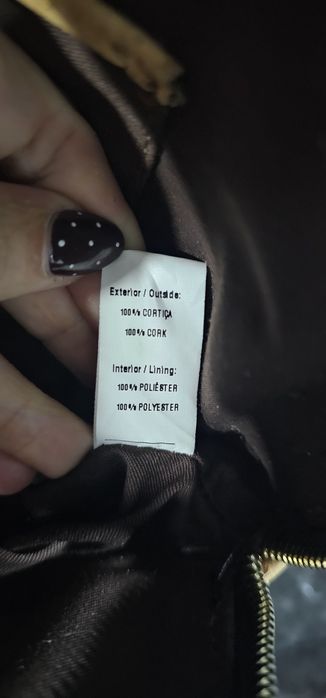 Exterior / Outside:
100% CORTIÇA
100% CORK
Interior / Lining:
100% POLIÉSTER
100% POLYESTER